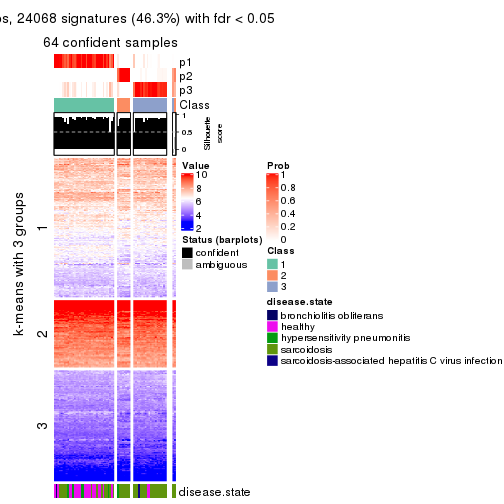 os, 24068 signatures (46.3%) with fdr < 0.05
64 confident samples
p1
p2
p3
Class
1
0.5
0
Silhouette
score
k-means with 3 groups
1
2
3
Value
10
8
6
4
2
Status (barplots)
confident
ambiguous
Prob
1
0.8
0.6
0.4
0.2
0
Class
1
2
3
disease.state
bronchiolitis obliterans
healthy
hypersensitivity pneumonitis
sarcoidosis
sarcoidosis-associated hepatitis C virus infection
disease.state